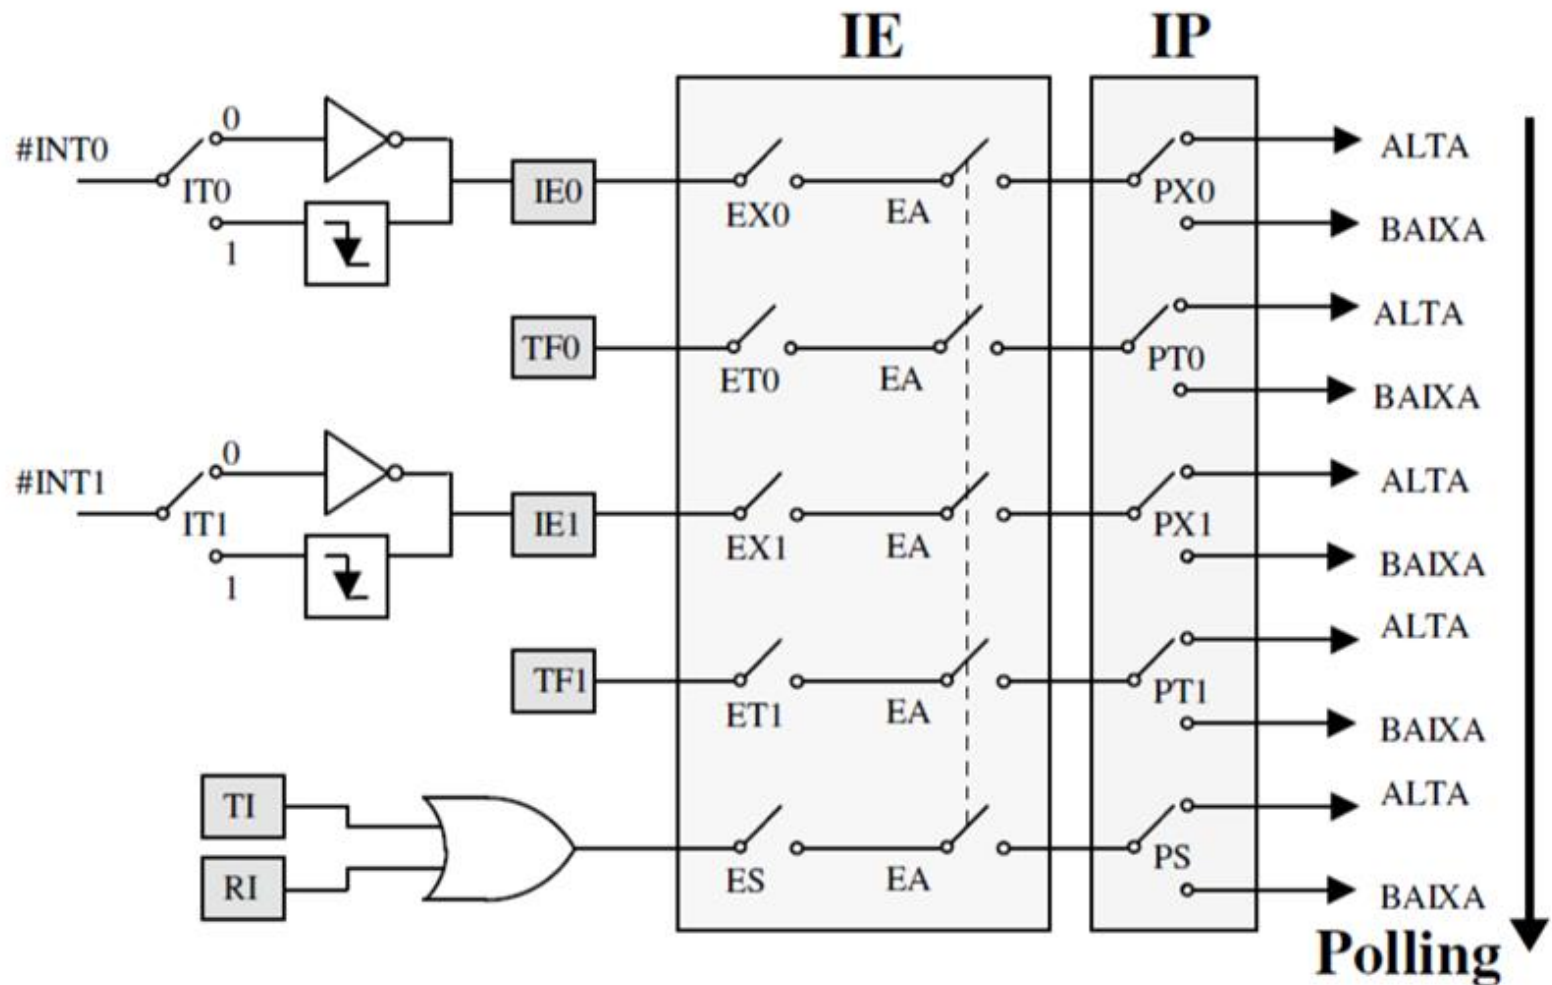 IE IP
0
#INT0
IT0
1
IE0
EX0 EA
PX0
ALTA
BAIXA
TF0
ET0 EA
PT0
ALTA
BAIXA
0
#INT1
IT1
1
IE1
EX1 EA
PX1
ALTA
BAIXA
TF1
ET1 EA
PT1
ALTA
BAIXA
TI
RI
ES EA
PS
ALTA
BAIXA
Polling